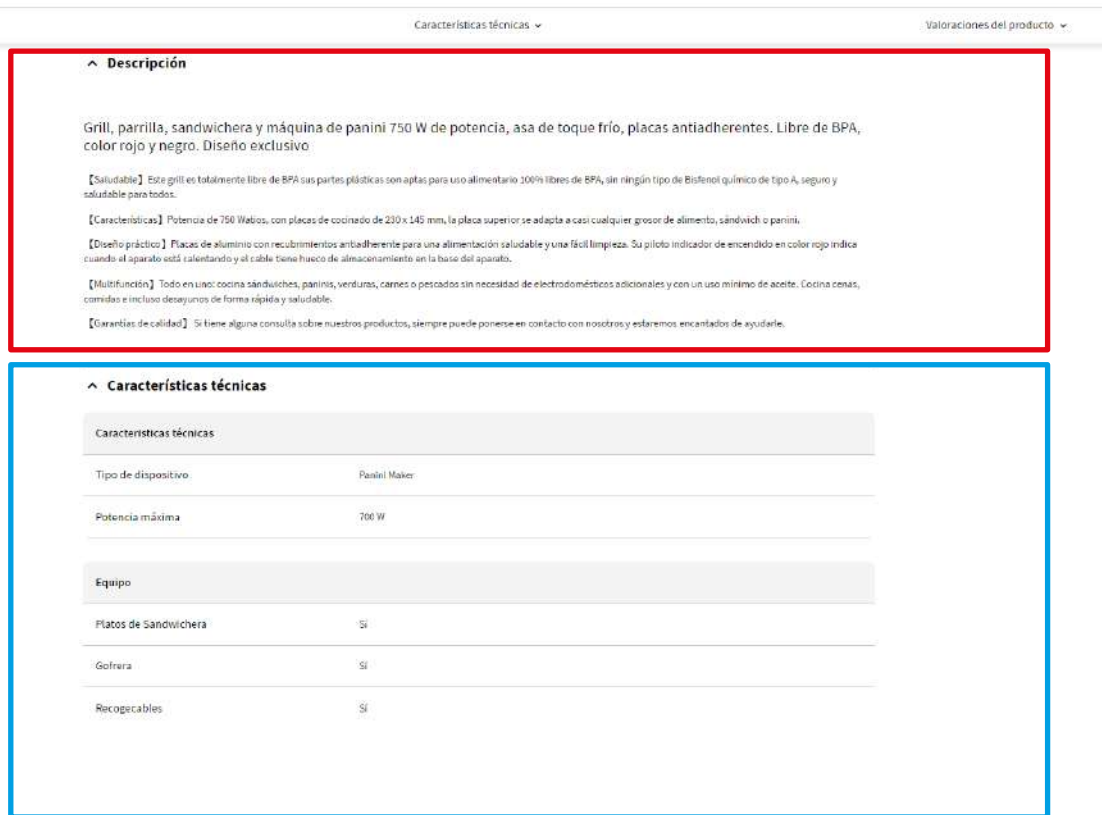 Características técnicas
Valoraciones del producto
Descripción
Grill, parrilla, sandwichera y máquina de panini 750 W de potencia, asa de toque frío, placas antiadherentes. Libre de BPA,
color rojo y negro. Diseño exclusivo
【Saludable】 Este grill es totalmente libre de BPA sus partes plásticas son aptas para uso alimentario 100% libres de BPA, sin ningún tipo de Bisfenol químico de tipo A, seguro y
saludable para todos.
【Características】 Potencia de 750 Watios, con placas de cocinado de 230 x 145 mm, la placa superior se adapta a casi cualquier grosor de alimento, sándwich o panini.
【Diseño práctico】 Placas de aluminio con recubrimientos antiadherente para una alimentación saludable y una fácil limpieza. Su piloto indicador de encendido en color rojo indica
cuando el aparato está calentando y el cable tiene hueco de almacenamiento en la base del aparato.
【Multifunción】 Todo en uno: cocina sándwiches, paninis, verduras, carnes o pescados sin necesidad de electrodomésticos adicionales y con un uso mínimo de aceite. Cocina cenas,
comidas e incluso desayunos de forma rápida y saludable.
【Garantías de calidad】 Si tiene alguna consulta sobre nuestros productos, siempre puede ponerse en contacto con nosotros y estaremos encantados de ayudarle.
Características técnicas
Características técnicas
Tipo de dispositivo Panini Maker
Potencia máxima 700 W
Equipo
Platos de Sandwichera Sí
Gofrera Sí
Recogecables Sí